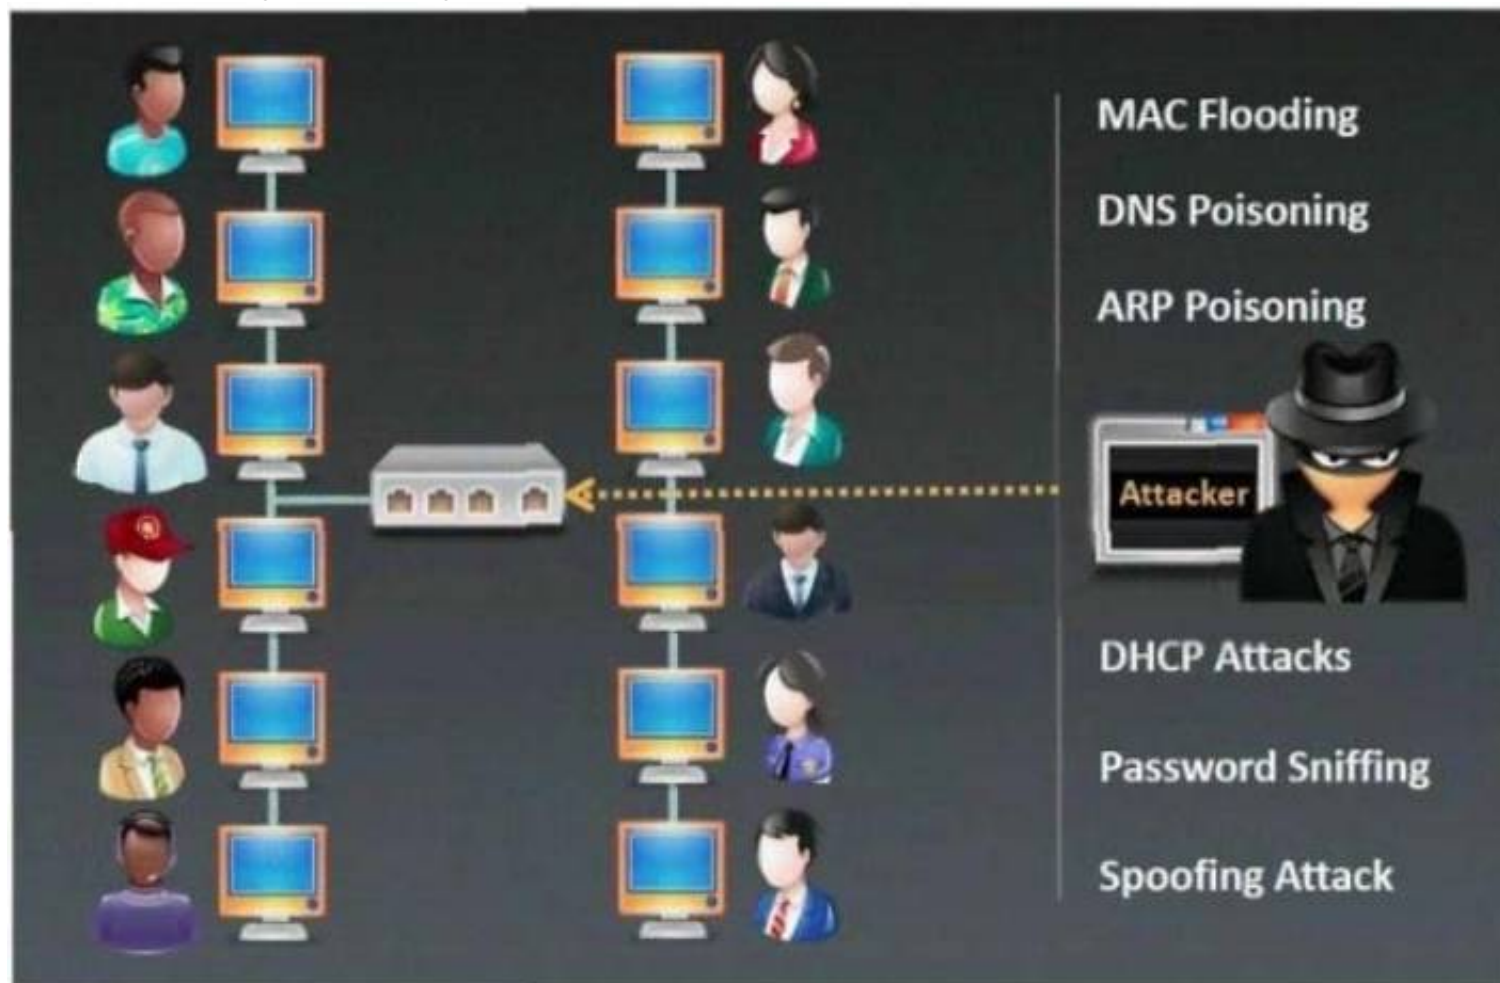 MAC Flooding
DNS Poisoning
ARP Poisoning
Attacker
DHCP Attacks
Password Sniffing
Spoofing Attack